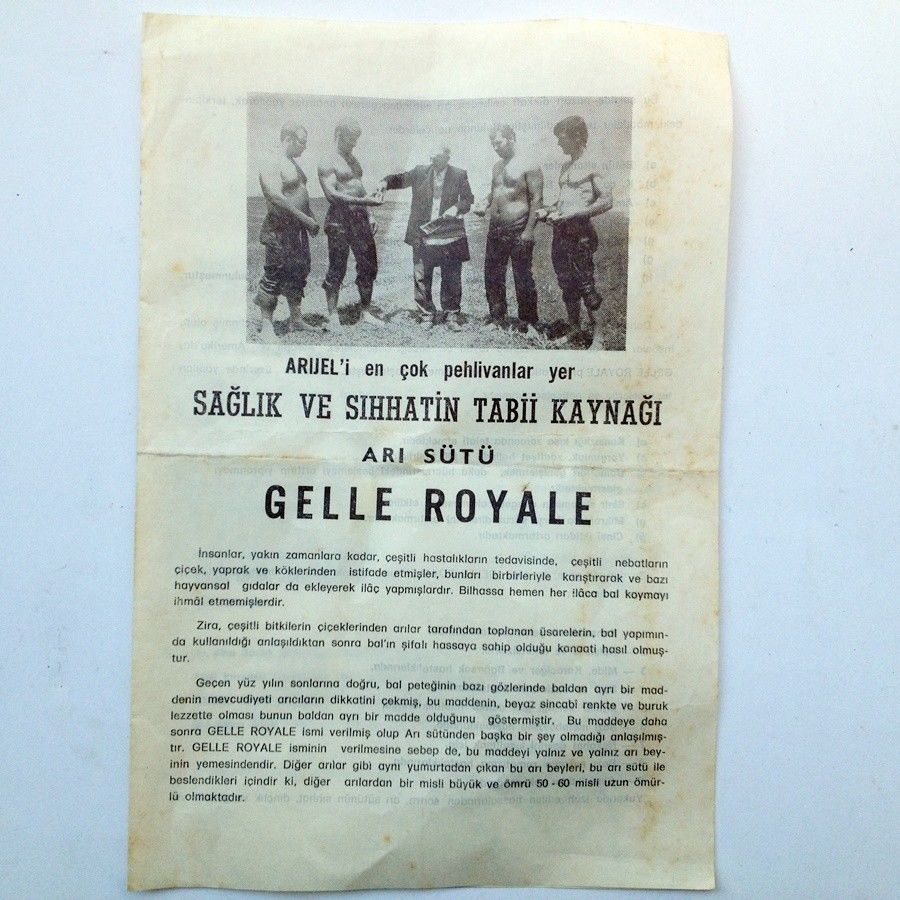 ARIJEL'i en çok pehlivanlar yer
SAĞLIK VE SIHHATİN TABİİ KAYNAĞI
ARI SÜTÜ
GELLE ROYALE
İnsanlar, yakın zamanlara kadar, çeşitli hastalıkların tedavisinde, çeşitli nebatların
çiçek, yaprak ve köklerinden istifade etmişler, bunları birbirleriyle karıştırarak ve bazı
hayvansal gıdalar da ekleyerek ilâç yapmışlardır. Bilhassa hemen her ilâca bal koymayı
ihmâl etmemişlerdir.
Zira, çeşitli bitkilerin çiçeklerinden arılar tarafından toplanan üsarelerin, bal yapımın-
da kullanıldığı anlaşıldıktan sonra bal'ın şifalı hassaya sahip olduğu kanaati hasıl olmuş-
tur.
Geçen yüz yılın sonlarına doğru, bal peteğinin bazı gözlerinde baldan ayrı bir mad-
denin mevcudiyeti arıcıların dikkatini çekmiş, bu maddenin, beyaz sincabî renkte ve buruk
lezzette olması bunun baldan ayrı bir madde olduğunu göstermiştir. Bu maddeye daha
sonra GELLE ROYALE ismi verilmiş olup Arı sütünden başka bir şey olmadığı anlaşılmış-
tır. GELLE ROYALE isminin verilmesine sebep de, bu maddeyi yalnız ve yalnız arı bey-
inin yemesindendir. Diğer arılar gibi aynı yumurtadan çıkan bu arı beyleri, bu arı sütü ile
beslendikleri içindir ki, diğer arılardan bir misli büyük ve ömrü 50 - 60 misli uzun ömür-
lü olmaktadır.